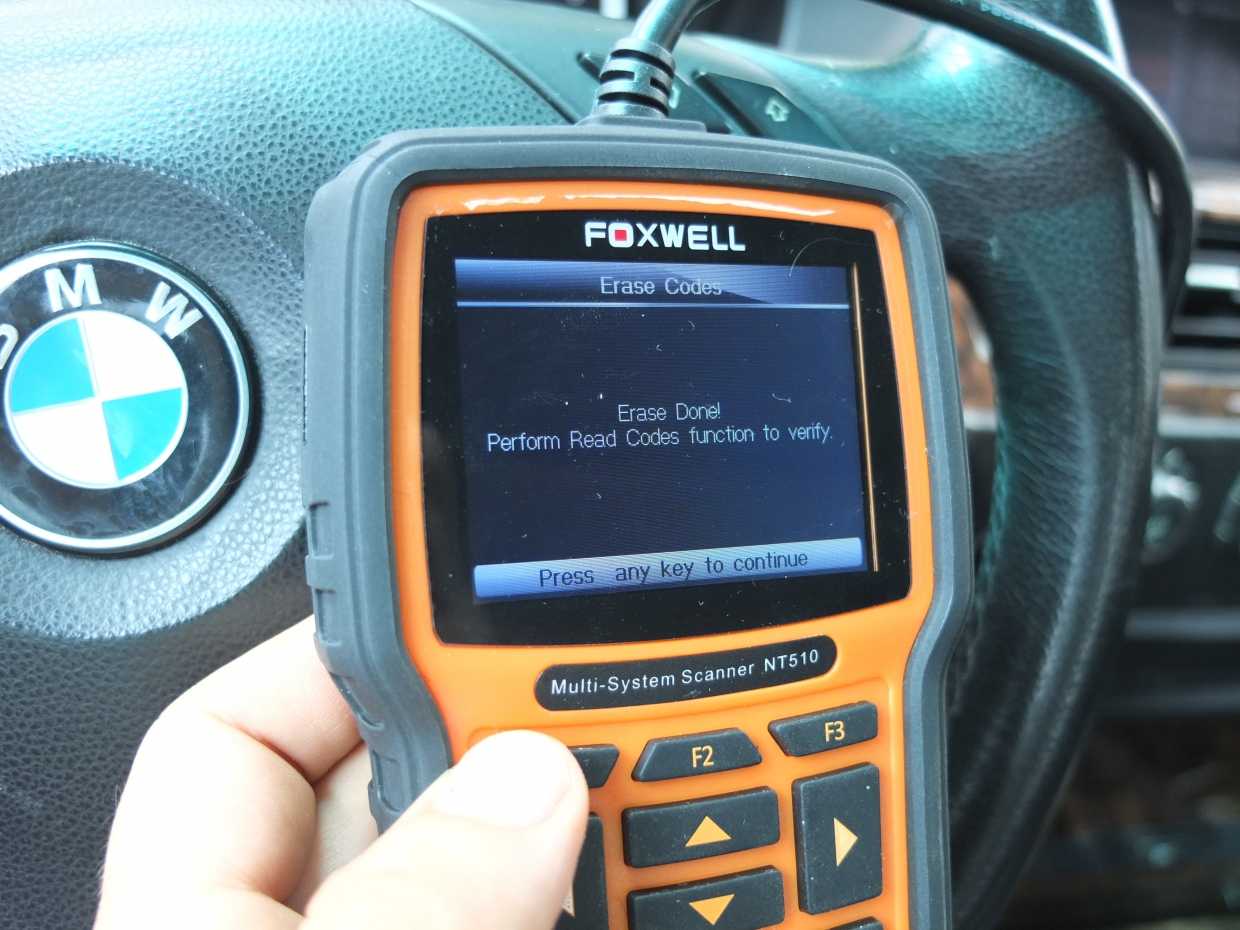 FOXWELL
Erase Codes
Erase Done!
Perform Read Codes function to verify.
Press any key to continue
Multi-System Scanner NT510
F2
F3
BMW